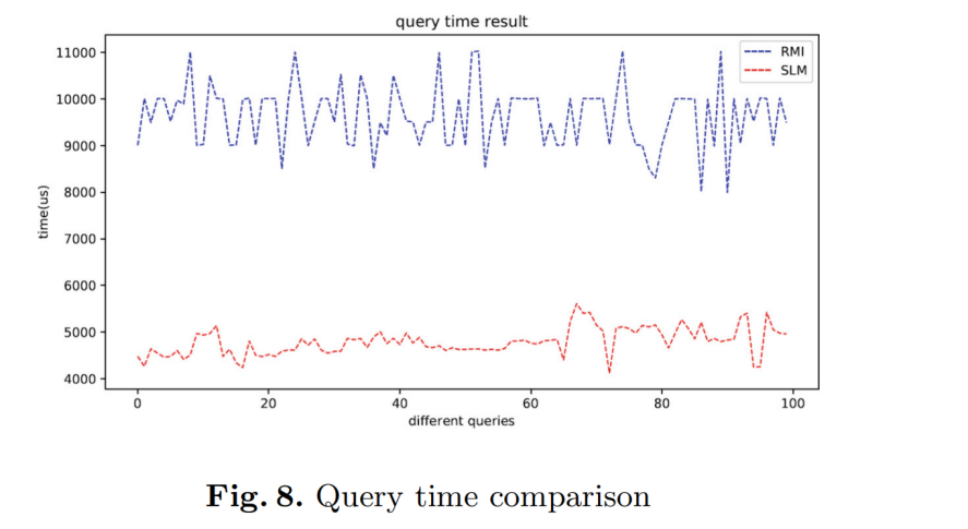 query time result
11000
10000
9000
8000
7000
6000
5000
4000
time(us)
RMI
SLM
0 20 40 60 80 100
different queries
Fig. 8. Query time comparison